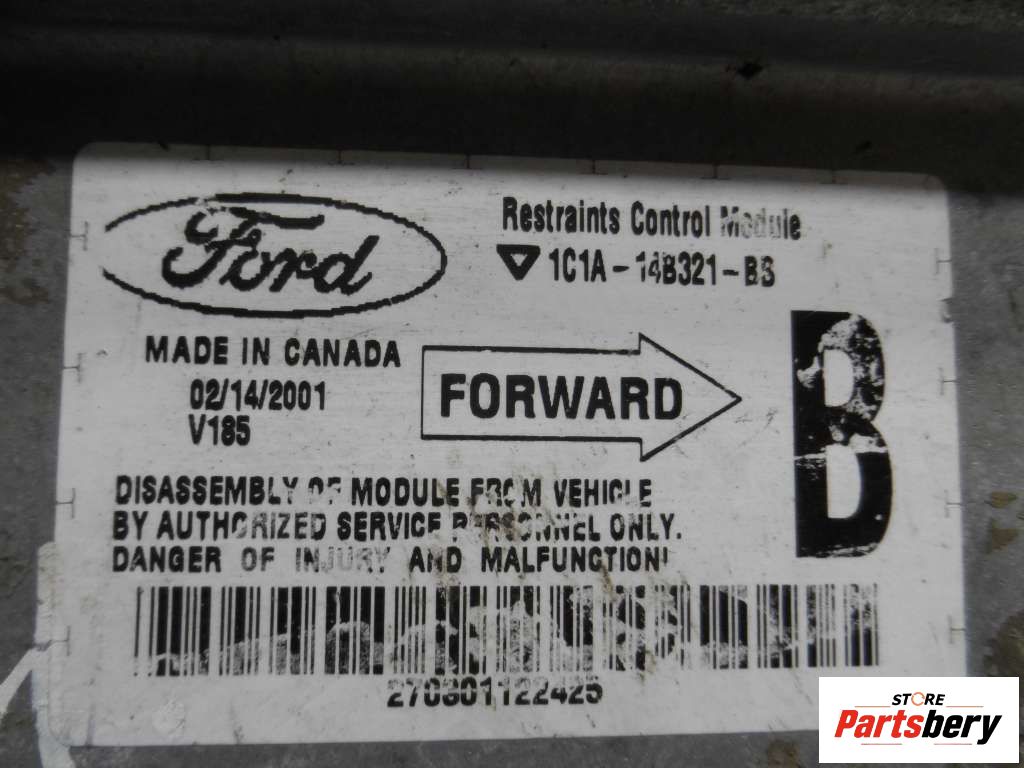 Ford
Restraints Control Module
1C1A-14B321-BB
MADE IN CANADA
02/14/2001
V185
FORWARD
B
DISASSEMBLY OF MODULE FROM VEHICLE
BY AUTHORIZED SERVICE PERSONNEL ONLY.
DANGER OF INJURY AND MALFUNCTION!
270301122425
STORE
Partsbery